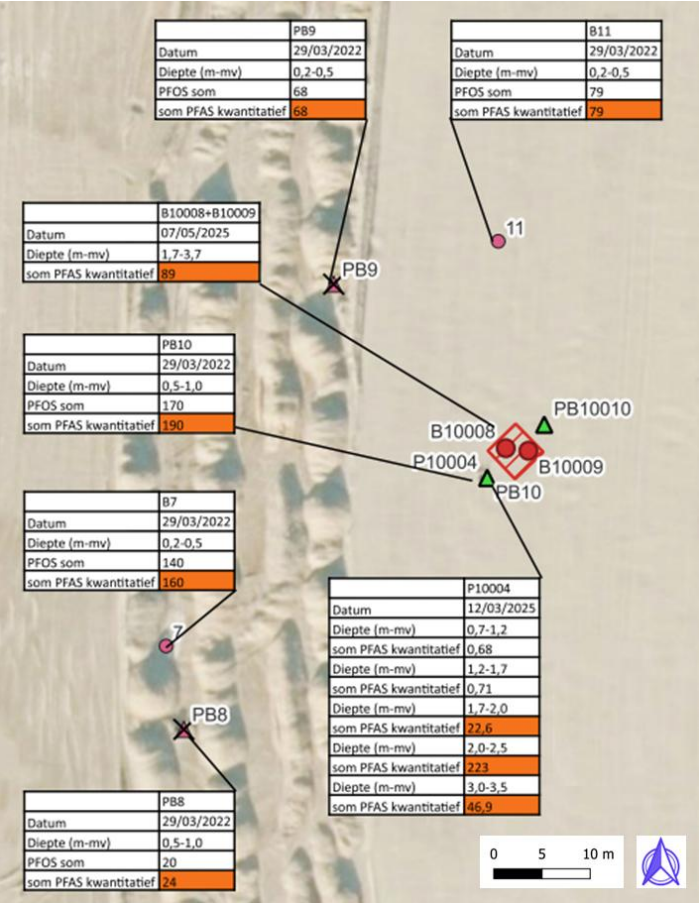 PB9
Datum 29/03/2022
Diepte (m-mv) 0,2-0,5
PFOS som 68
som PFAS kwantitatief 68
B11
Datum 29/03/2022
Diepte (m-mv) 0,2-0,5
PFOS som 79
som PFAS kwantitatief 79
11
B10008+B10009
Datum 07/05/2025
Diepte (m-mv) 1,7-3,7
som PFAS kwantitatief 89
PB9
PB10
Datum 29/03/2022
Diepte (m-mv) 0,5-1,0
PFOS som 170
som PFAS kwantitatief 190
PB10010
B10008
P10004
B10009
PB10
B7
Datum 29/03/2022
Diepte (m-mv) 0,2-0,5
PFOS som 140
som PFAS kwantitatief 160
7
PB8
P10004
Datum 12/03/2025
Diepte (m-mv) 0,7-1,2
som PFAS kwantitatief 0,68
Diepte (m-mv) 1,2-1,7
som PFAS kwantitatief 0,71
Diepte (m-mv) 1,7-2,0
som PFAS kwantitatief 22,6
Diepte (m-mv) 2,0-2,5
som PFAS kwantitatief 223
Diepte (m-mv) 3,0-3,5
som PFAS kwantitatief 46,9
PB8
Datum 29/03/2022
Diepte (m-mv) 0,5-1,0
PFOS som 20
som PFAS kwantitatief 24
0 5 10 m